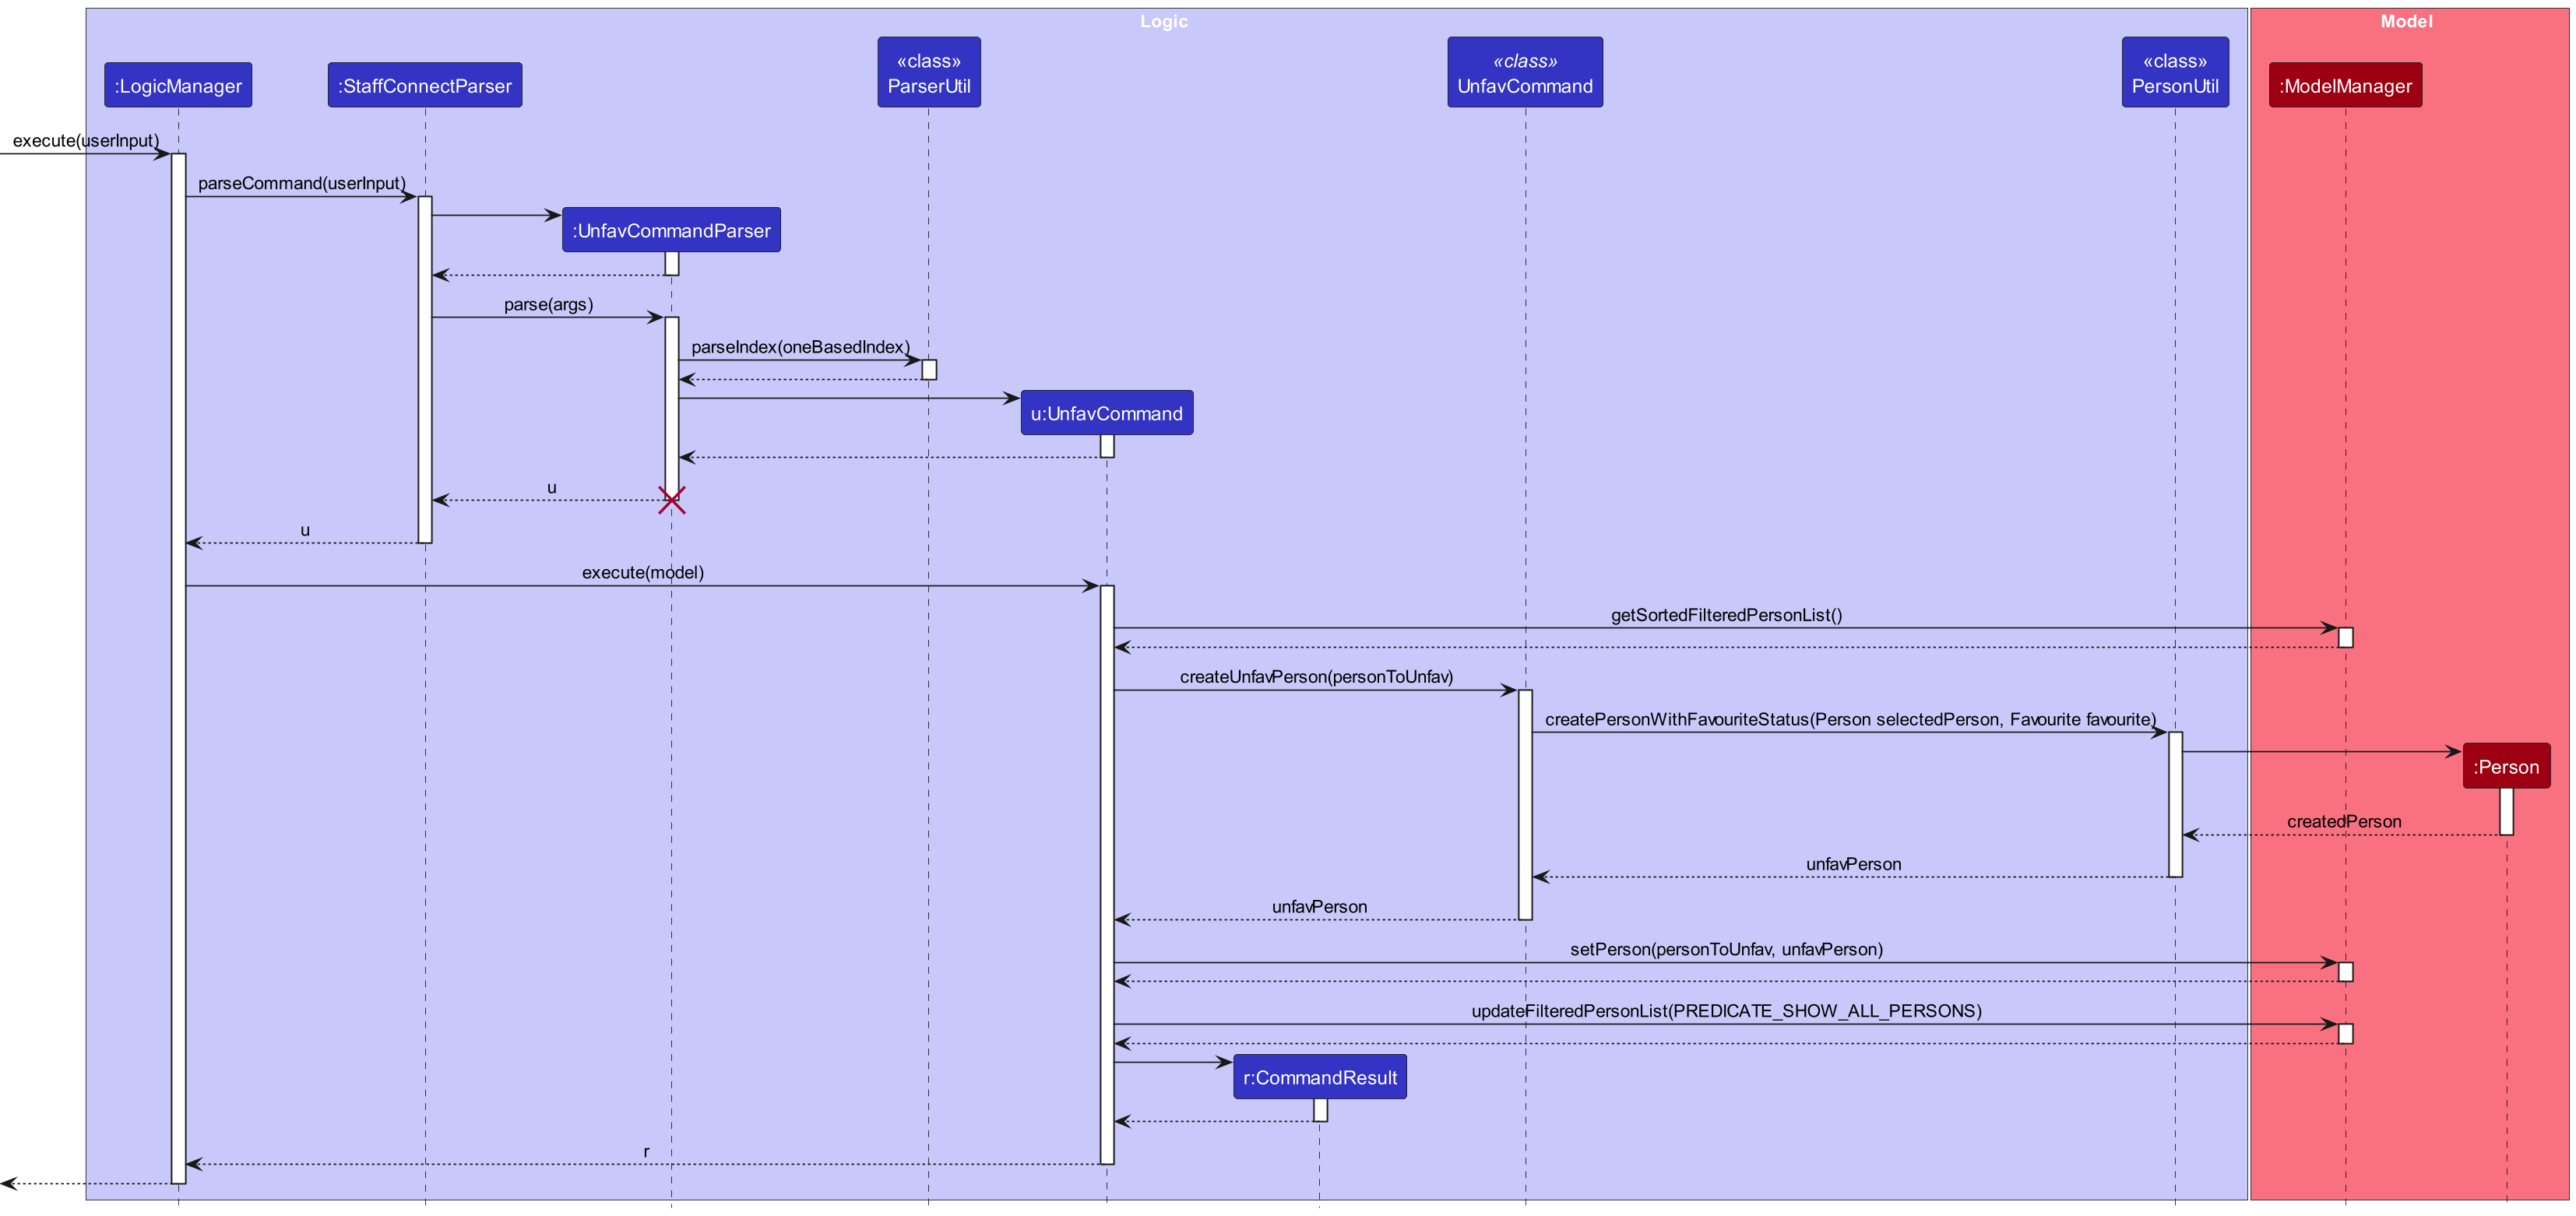 Logic
Model
:LogicManager
:StaffConnectParser
«class»
ParserUtil
«class»
UnfavCommand
«class»
PersonUtil
:ModelManager
execute(userInput)
parseCommand(userInput)
:UnfavCommandParser
parse(args)
parseIndex(oneBasedIndex)
u:UnfavCommand
u
u
execute(model)
getSortedFilteredPersonList()
createUnfavPerson(personToUnfav)
createPersonWithFavouriteStatus(Person selectedPerson, Favourite favourite)
:Person
createdPerson
unfavPerson
unfavPerson
setPerson(personToUnfav, unfavPerson)
updateFilteredPersonList(PREDICATE_SHOW_ALL_PERSONS)
r:CommandResult
r